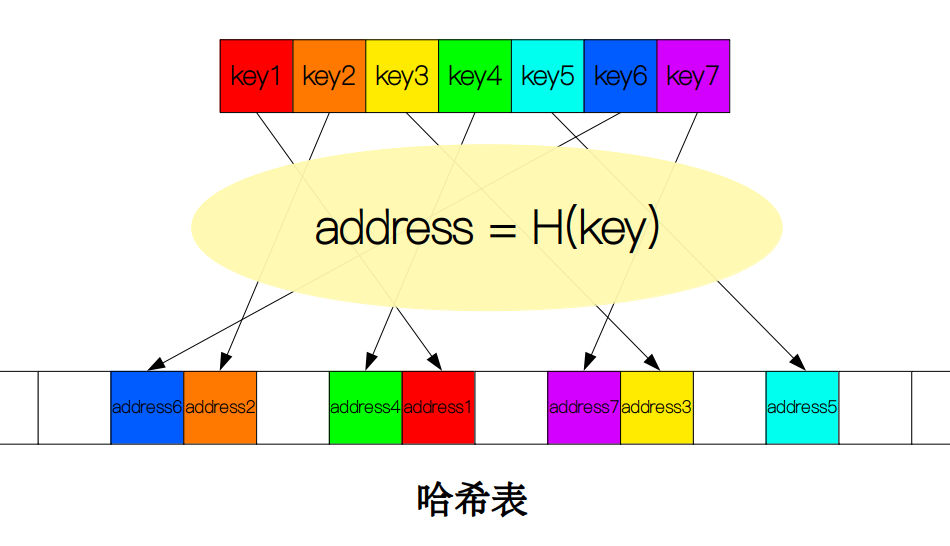 key1 key2 key3 key4 key5 key6 key7
address = H(key)
address6 address2 address4 address1 address7 address3 address5
哈希表